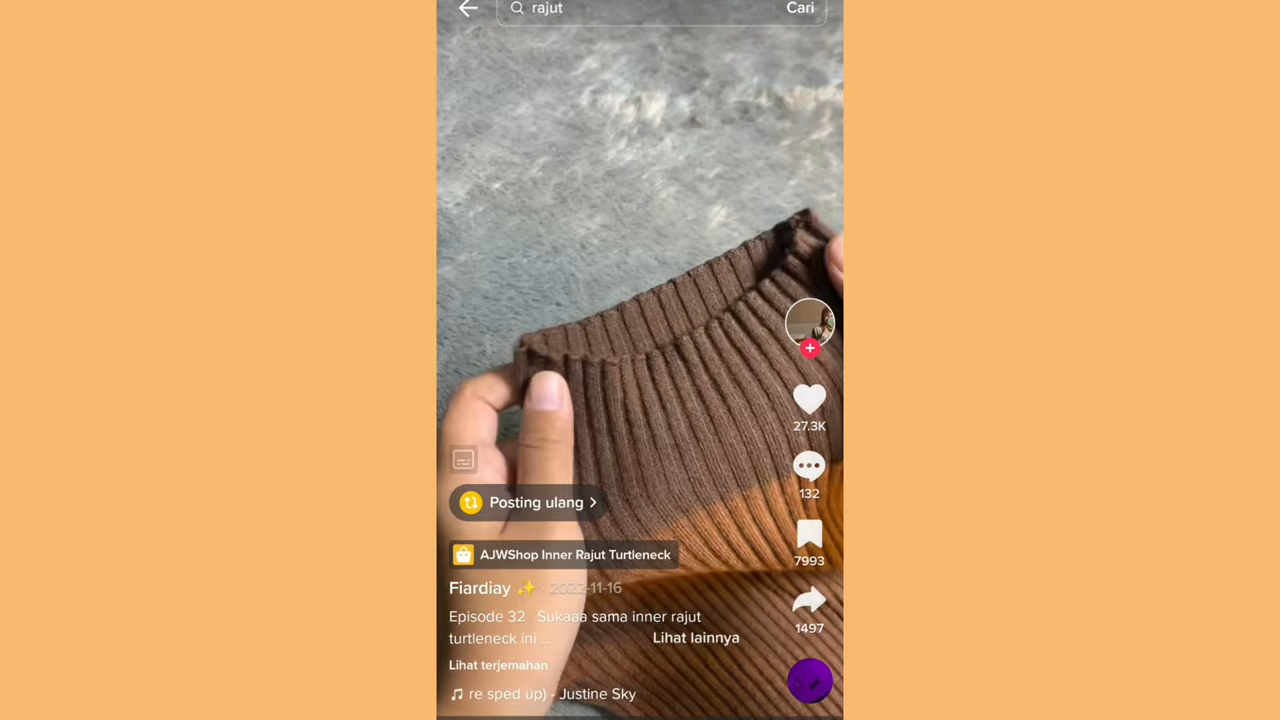 rajut
Cari
27.3K
132
Posting ulang
7993
AJWShop Inner Rajut Turtleneck
Fiardiay ✨ · 2022-11-16
Episode 32 Sukaaa sama inner rajut
turtleneck ini ... Lihat lainnya
1497
Lihat terjemahan
re sped up) - Justine Sky